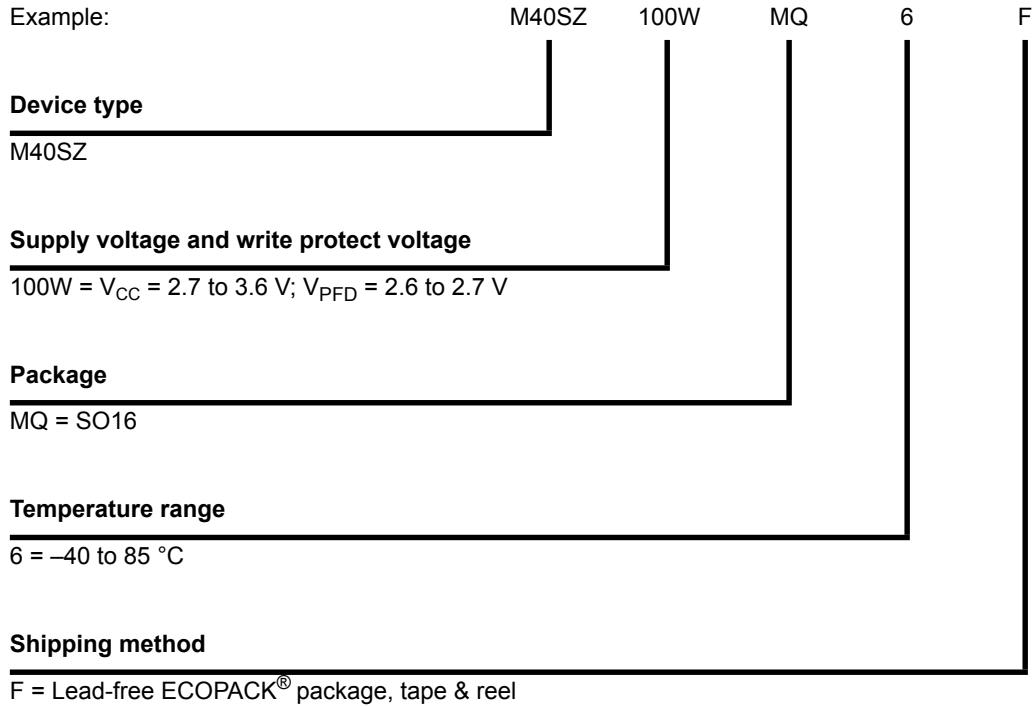 Example: M40SZ 100W MQ 6 F
Device type
M40SZ
Supply voltage and write protect voltage
100W = VCC = 2.7 to 3.6 V; VPFD = 2.6 to 2.7 V
Package
MQ = SO16
Temperature range
6 = –40 to 85 °C
Shipping method
F = Lead-free ECOPACK® package, tape & reel